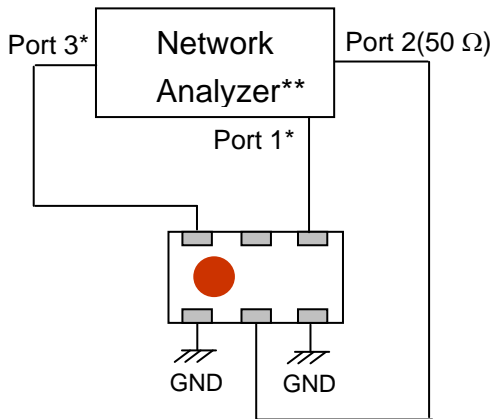 Port 3*
Network
Analyzer**
Port 2(50 Ω)
Port 1*
GND
GND